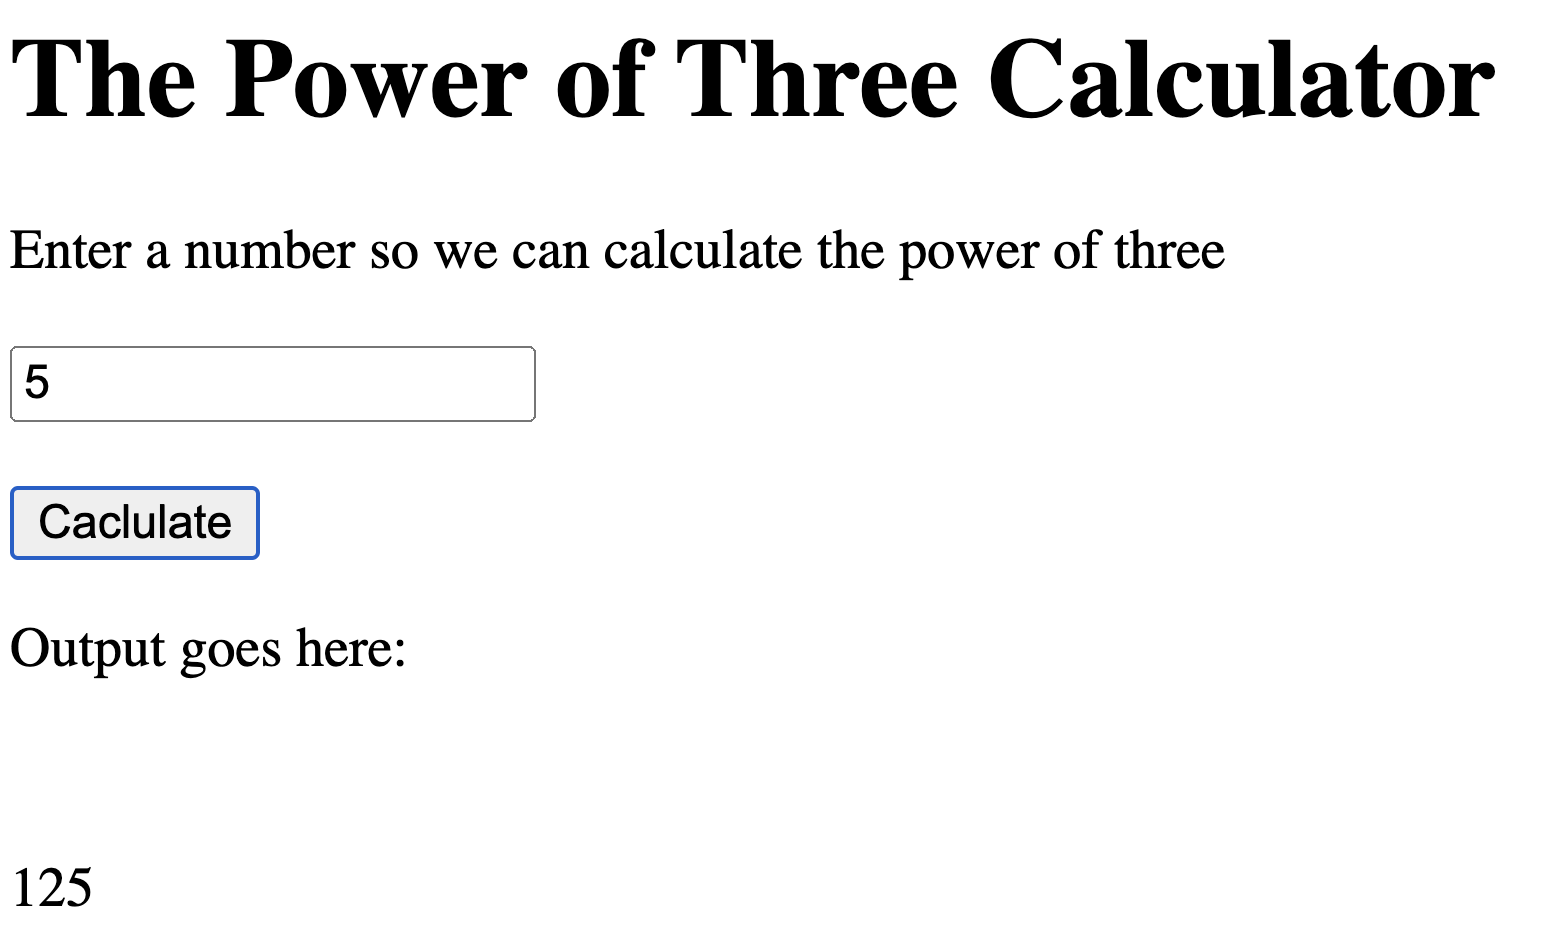 The Power of Three Calculator
Enter a number so we can calculate the power of three
5
Caclulate
Output goes here:
125